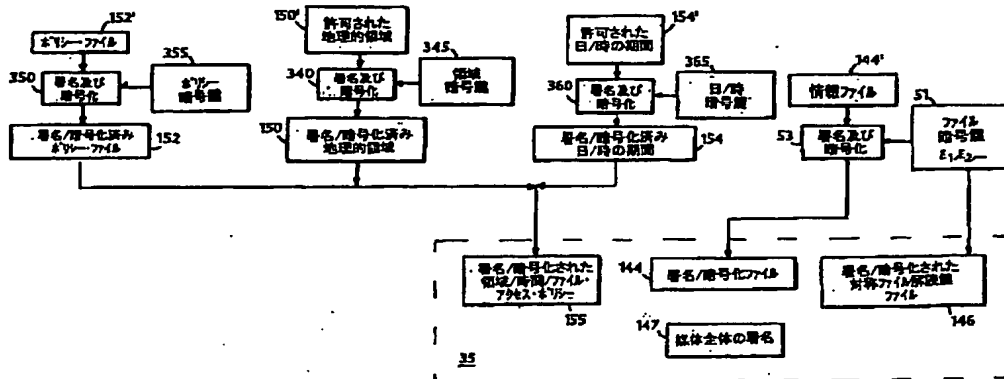 152'
ポリシー・ファイル
350
署名及び
暗号化
355
ポリシー
暗号鍵
署名/暗号化済み
ポリシー・ファイル
152
150'
許可された
地理的領域
340
署名及び
暗号化
345
領域
暗号鍵
署名/暗号化済み
地理的領域
150
154'
許可された
日/時の期間
360
署名及び
暗号化
365
日/時
暗号鍵
署名/暗号化済み
日/時の期間
154
144'
情報ファイル
53
署名及び
暗号化
51
ファイル
暗号鍵
E1,E2—
署名/暗号化された
領域/時間/ファイル・
アクセス・ポリシー
155
144
署名/暗号化ファイル
署名/暗号化された
対称ファイル解読鍵
ファイル
146
147
媒体全体の署名
35